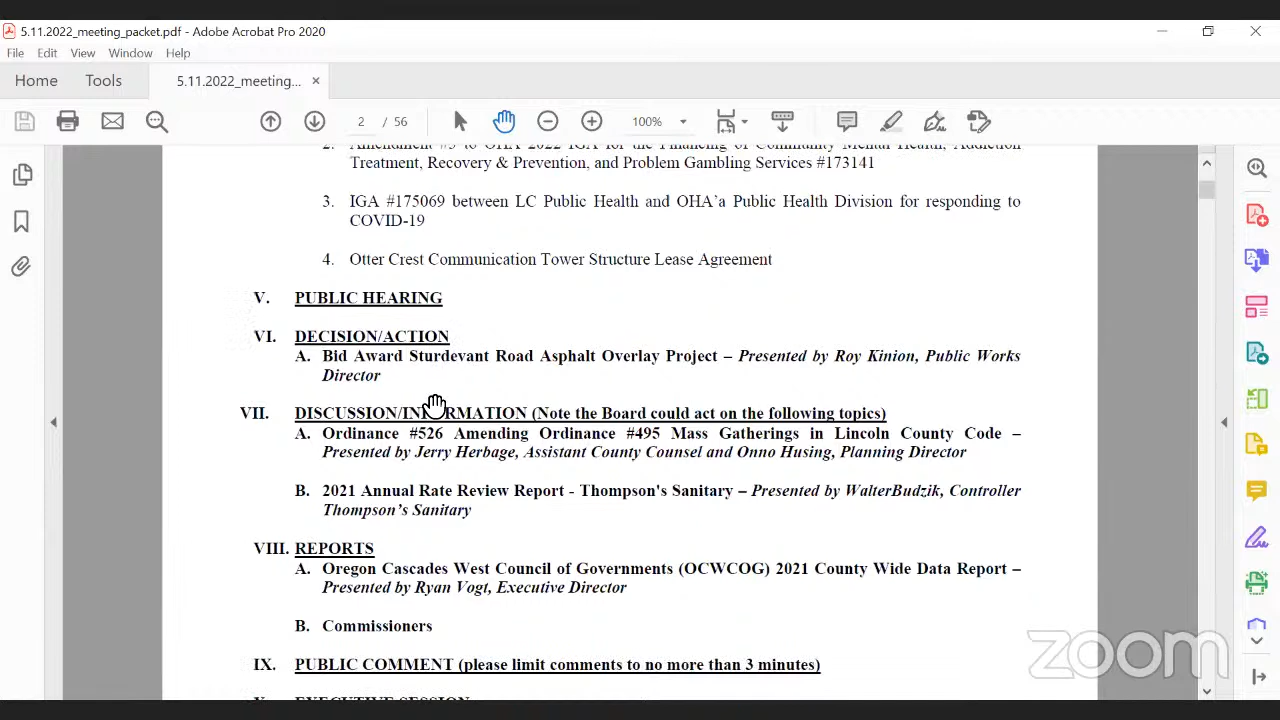 5.11.2022_meeting_packet.pdf - Adobe Acrobat Pro 2020
File Edit View Window Help
Home Tools 5.11.2022_meeting... ×
2 / 56 100%
2. Amendment #5 to OHA 2022 IGA for the Financing of Community Mental Health, Addiction
Treatment, Recovery & Prevention, and Problem Gambling Services #173141
3. IGA #175069 between LC Public Health and OHA'a Public Health Division for responding to
COVID-19
4. Otter Crest Communication Tower Structure Lease Agreement
V. PUBLIC HEARING
VI. DECISION/ACTION
A. Bid Award Sturdevant Road Asphalt Overlay Project – Presented by Roy Kinion, Public Works
Director
VII. DISCUSSION/INFORMATION (Note the Board could act on the following topics)
A. Ordinance #526 Amending Ordinance #495 Mass Gatherings in Lincoln County Code –
Presented by Jerry Herbage, Assistant County Counsel and Onno Husing, Planning Director
B. 2021 Annual Rate Review Report - Thompson's Sanitary – Presented by WalterBudzik, Controller
Thompson's Sanitary
VIII. REPORTS
A. Oregon Cascades West Council of Governments (OCWCOG) 2021 County Wide Data Report –
Presented by Ryan Vogt, Executive Director
B. Commissioners
IX. PUBLIC COMMENT (please limit comments to no more than 3 minutes)
X. EXECUTIVE SESSION
zoom